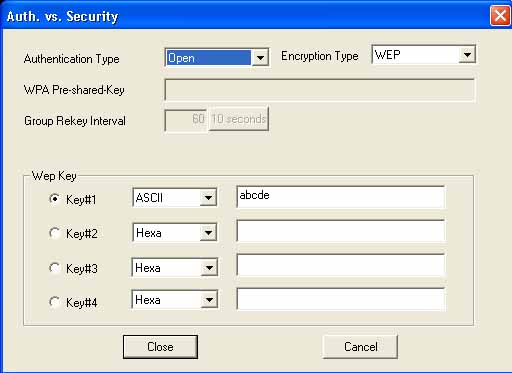 Auth. vs. Security
Authentication Type Open Encryption Type WEP
WPA Pre-shared-Key
Group Rekey Interval 60 10 seconds
Wep Key
Key#1 ASCII abcde
Key#2 Hexa
Key#3 Hexa
Key#4 Hexa
Close Cancel